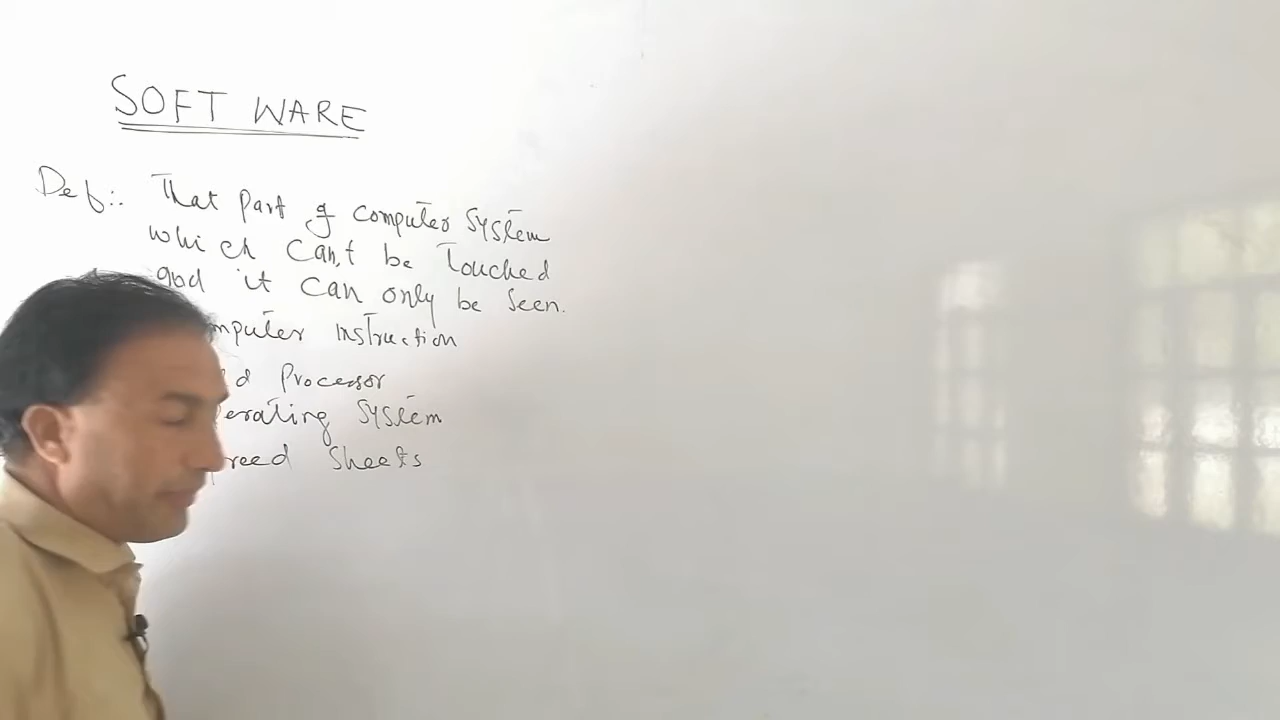 SOFT WARE
Def:. That part of computer system
which can,t be Touched
and it can only be seen.
mputer instruction
d Processor
erating System
reed Sheets